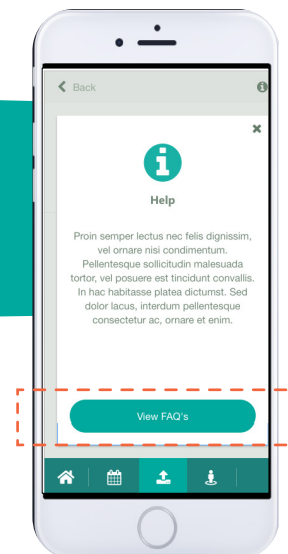 Back
Help
Proin semper lectus nec felis dignissim,
vel ornare nisi condimentum.
Pellentesque sollicitudin malesuada
tortor, vel posuere est tincidunt convallis.
In hac habitasse platea dictumst. Sed
dolor lacus, interdum pellentesque
consectetur ac, ornare et enim.
View FAQ's